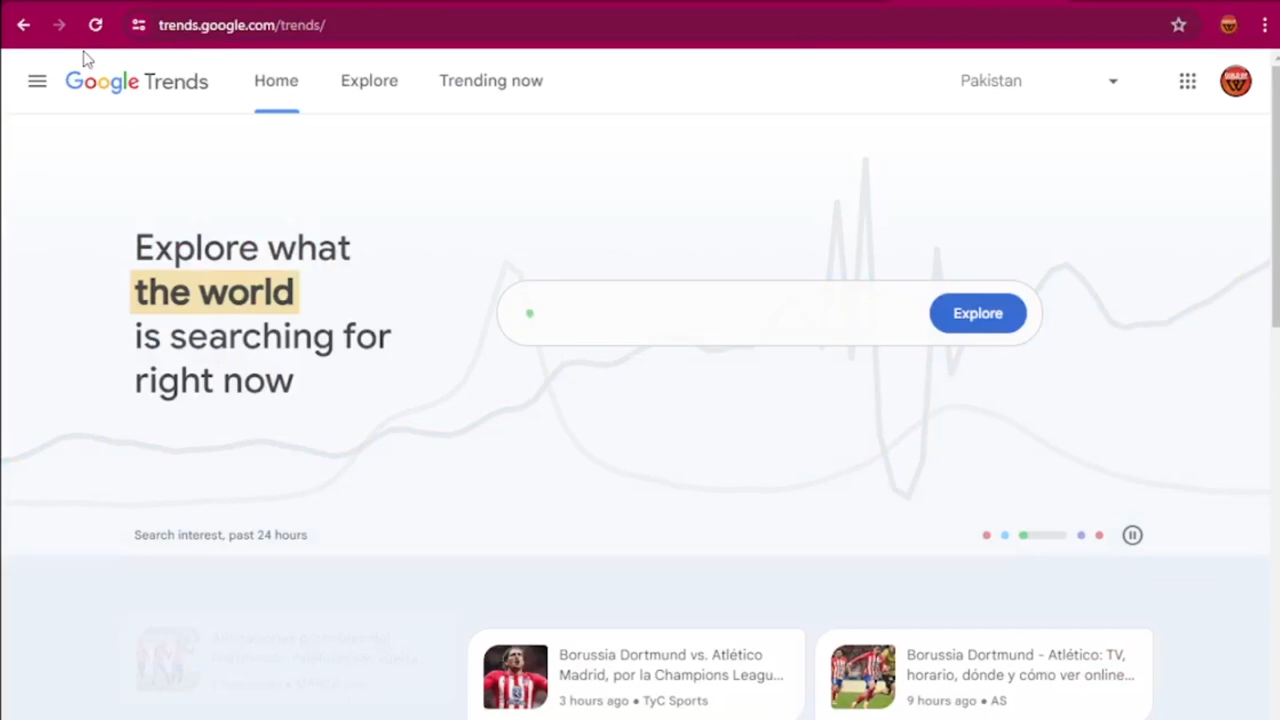 trends.google.com/trends/
Google Trends
Home
Explore
Trending now
Pakistan
Explore what
the world
is searching for
right now
Explore
Search interest, past 24 hours
Borussia Dortmund vs. Atlético
Madrid, por la Champions Leagu...
3 hours ago • TyC Sports
Borussia Dortmund - Atlético: TV,
horario, dónde y cómo ver online...
9 hours ago • AS